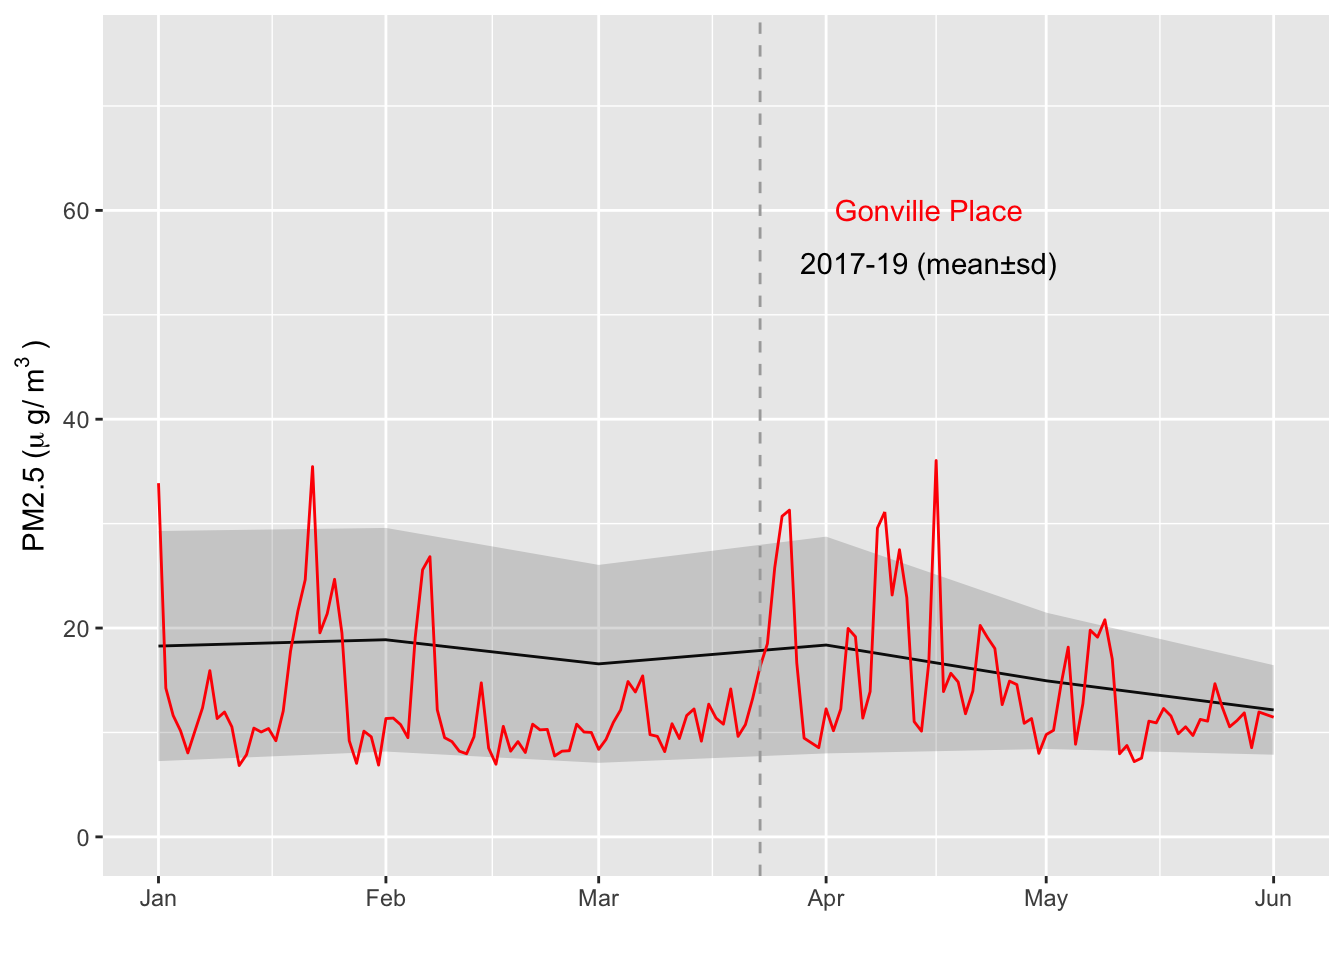 60
Gonville Place
2017-19 (mean±sd)
PM2.5 (μ g/ m³ )
40
20
0
Jan Feb Mar Apr May Jun